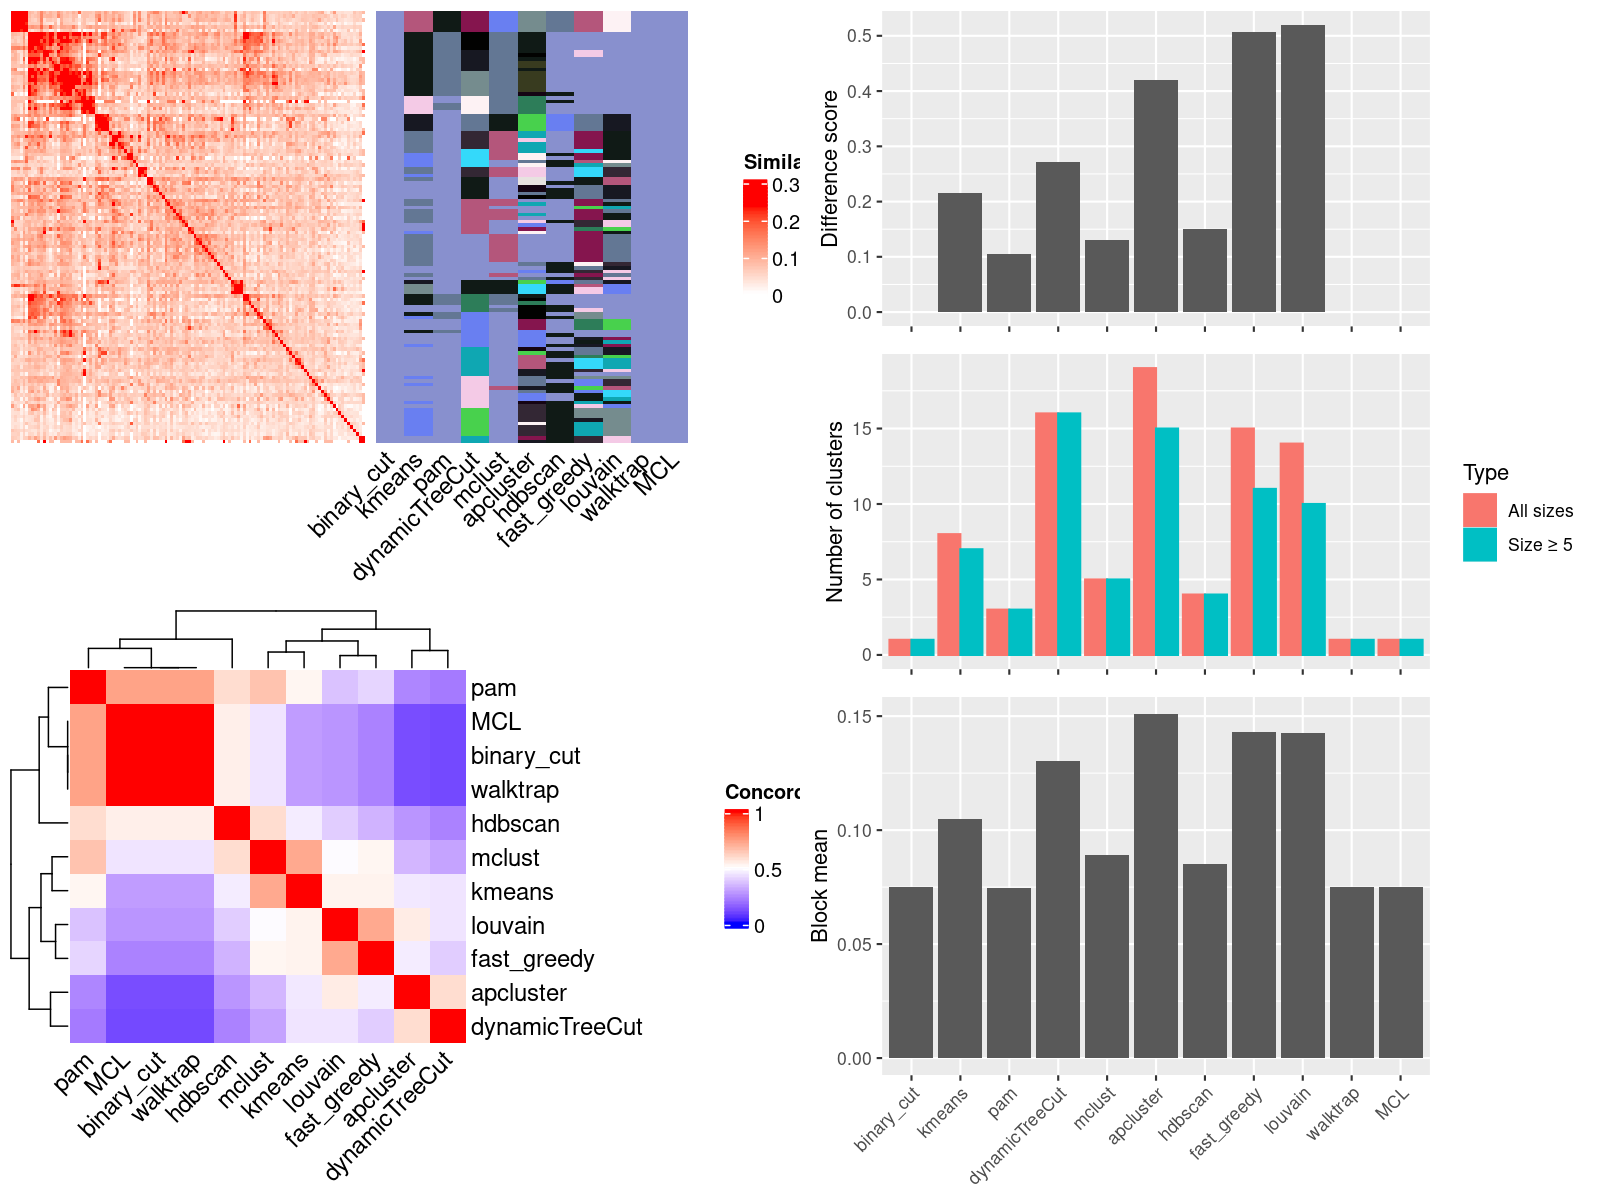 Simila
0.3
0.2
0.1
0
binary_cut
kmeans
pam
dynamicTreeCut
mclust
apcluster
hdbscan
fast_greedy
louvain
walktrap
MCL
pam
MCL
binary_cut
walktrap
hdbscan
mclust
kmeans
louvain
fast_greedy
apcluster
dynamicTreeCut
pam
MCL
binary_cut
walktrap
hdbscan
mclust
kmeans
louvain
fast_greedy
apcluster
dynamicTreeCut
Concord
1
0.5
0
Difference score
0.5
0.4
0.3
0.2
0.1
0.0
Number of clusters
15
10
5
0
Type
All sizes
Size ≥ 5
Block mean
0.15
0.10
0.05
0.00
binary_cut
kmeans
pam
dynamicTreeCut
mclust
apcluster
hdbscan
fast_greedy
louvain
walktrap
MCL